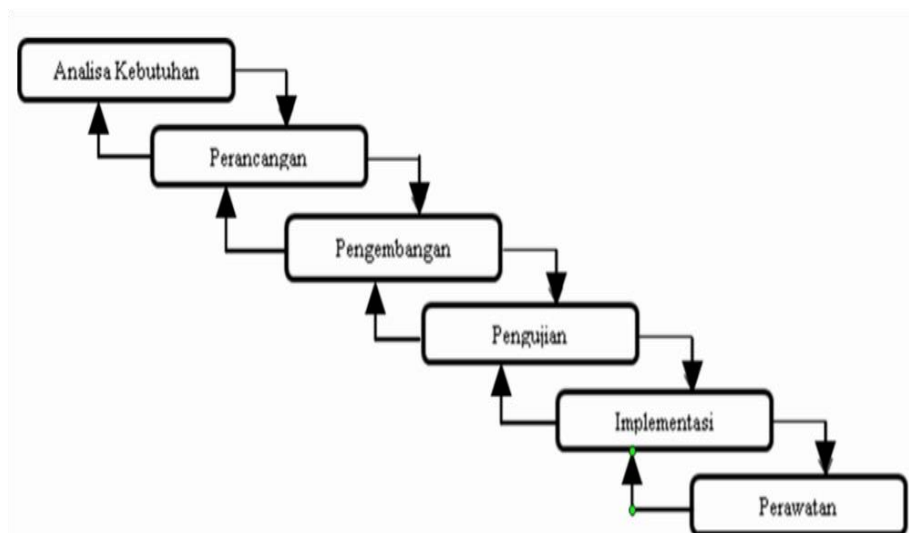 Analisa Kebutuhan
Perancangan
Pengembangan
Pengujian
Implementasi
Perawatan